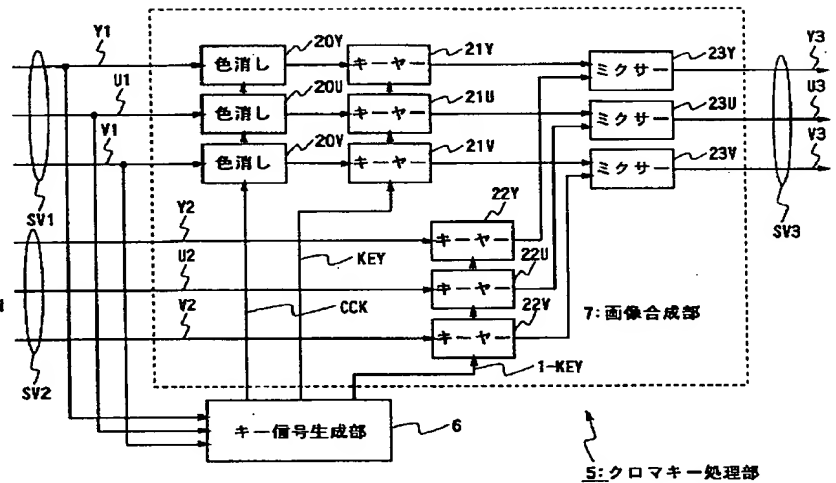 Y1
20Y
21Y
23Y
Y3
色消し
キーヤー
ミクサー
U1
20U
21U
23U
U3
色消し
キーヤー
ミクサー
V1
20V
21V
23V
V3
色消し
キーヤー
ミクサー
SV1
SV3
Y2
22Y
キーヤー
U2
KEY
22U
キーヤー
V2
CCK
22V
キーヤー
7:画像合成部
1-KEY
SV2
キー信号生成部
6
5:クロマキー処理部